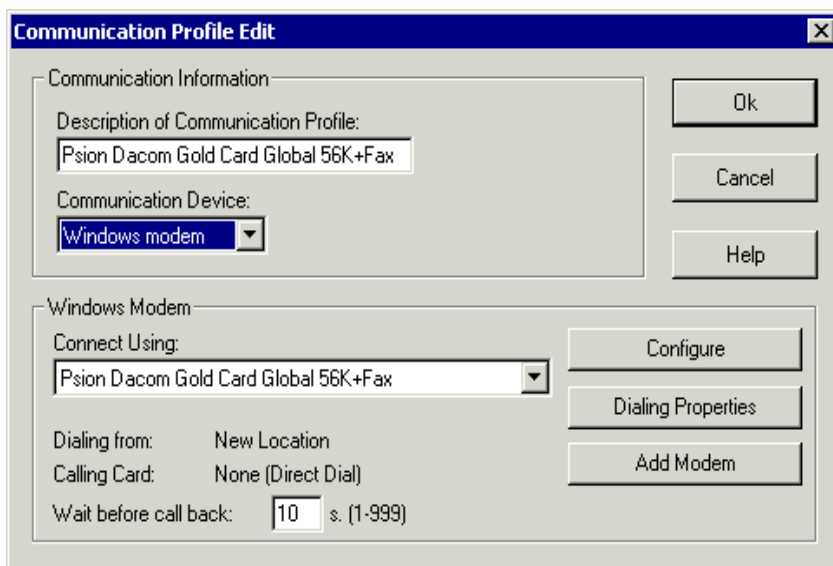 Communication Profile Edit
Communication Information
Description of Communication Profile:
Psion Dacom Gold Card Global 56K+Fax
Communication Device:
Windows modem
Ok
Cancel
Help
Windows Modem
Connect Using:
Psion Dacom Gold Card Global 56K+Fax
Configure
Dialing Properties
Add Modem
Dialing from: New Location
Calling Card: None (Direct Dial)
Wait before call back: 10 s. (1-999)